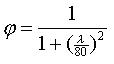 φ = 1 / (1 + (λ/80)²)